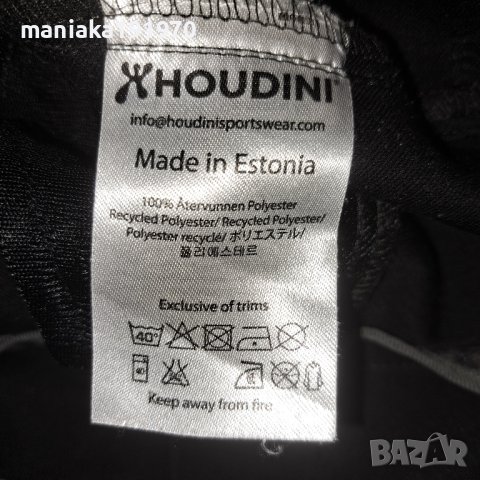 maniaka1970
HOUDINI
info@houdinisportswear.com
Made in Estonia
100% Återvunnen Polyester
Recycled Polyester/ Recycled Polyester/
Polyester recyclé/ ポリエステル/
폴리에스테르
Exclusive of trims
40°
Keep away from fire
BAZAR